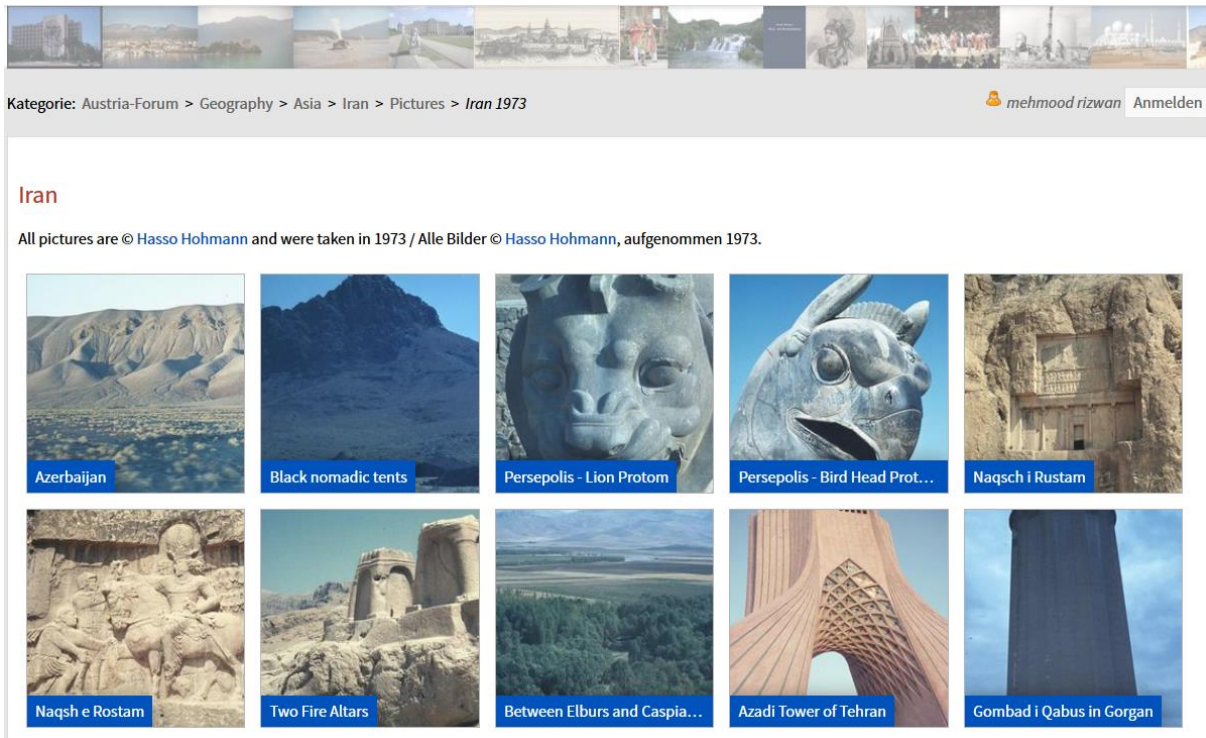 Kategorie: Austria-Forum > Geography > Asia > Iran > Pictures > Iran 1973
mehmood rizwan Anmelden
Iran
All pictures are © Hasso Hohmann and were taken in 1973 / Alle Bilder © Hasso Hohmann, aufgenommen 1973.
Azerbaijan
Black nomadic tents
Persepolis - Lion Protom
Persepolis - Bird Head Prot...
Naqsch i Rustam
Naqsh e Rostam
Two Fire Altars
Between Elburs and Caspia...
Azadi Tower of Tehran
Gombad i Qabus in Gorgan